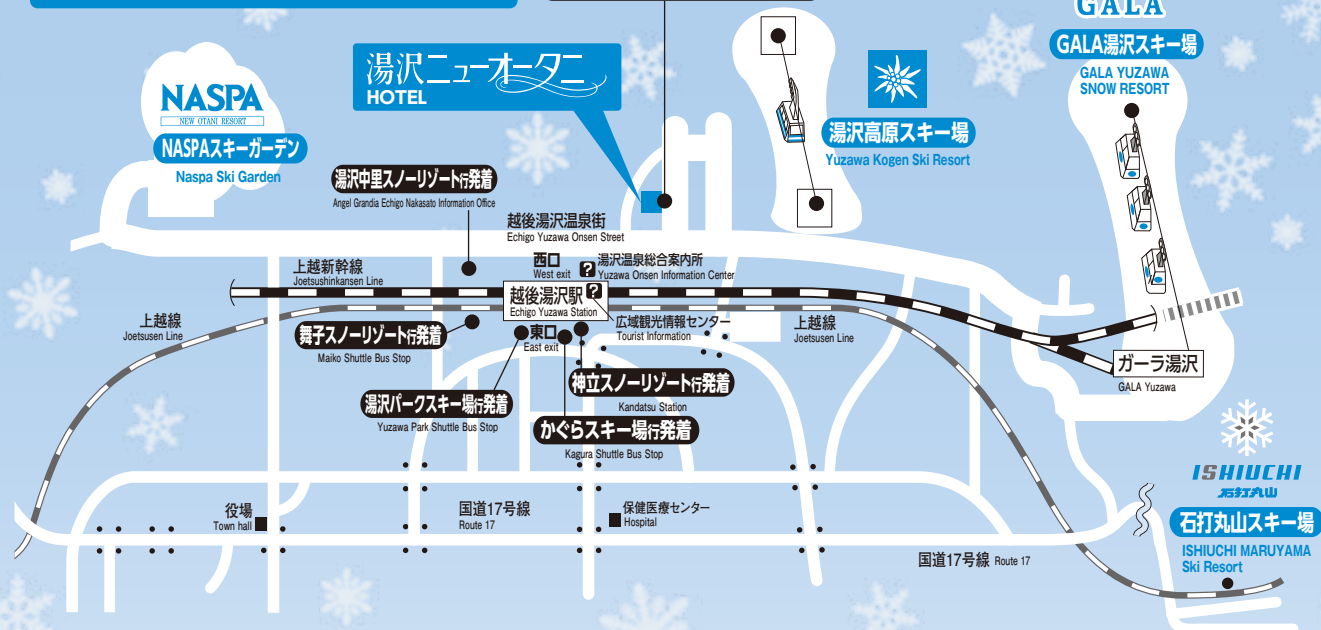 GALA
GALA湯沢スキー場
GALA YUZAWA
SNOW RESORT
湯沢ニューオータニ
HOTEL
NASPA
NEW OTANI RESORT
NASPAスキーガーデン
Naspa Ski Garden
湯沢高原スキー場
Yuzawa Kogen Ski Resort
湯沢中里スノーリゾート行発着
Angel Grandia Echigo Nakasato Information Office
越後湯沢温泉街
Echigo Yuzawa Onsen Street
西口
West exit
?
湯沢温泉総合案内所
Yuzawa Onsen Information Center
上越新幹線
Joetsushinkansen Line
越後湯沢駅
Echigo Yuzawa Station
?
上越線
Joetsusen Line
舞子スノーリゾート行発着
Maiko Shuttle Bus Stop
東口
East exit
広域観光情報センター
Tourist Information
上越線
Joetsusen Line
ガーラ湯沢
GALA Yuzawa
神立スノーリゾート行発着
Kandatsu Station
湯沢パークスキー場行発着
Yuzawa Park Shuttle Bus Stop
かぐらスキー場行発着
Kagura Shuttle Bus Stop
ISHIUCHI
石打丸山
石打丸山スキー場
ISHIUCHI MARUYAMA
Ski Resort
役場
Town hall
国道17号線
Route 17
保健医療センター
Hospital
国道17号線 Route 17